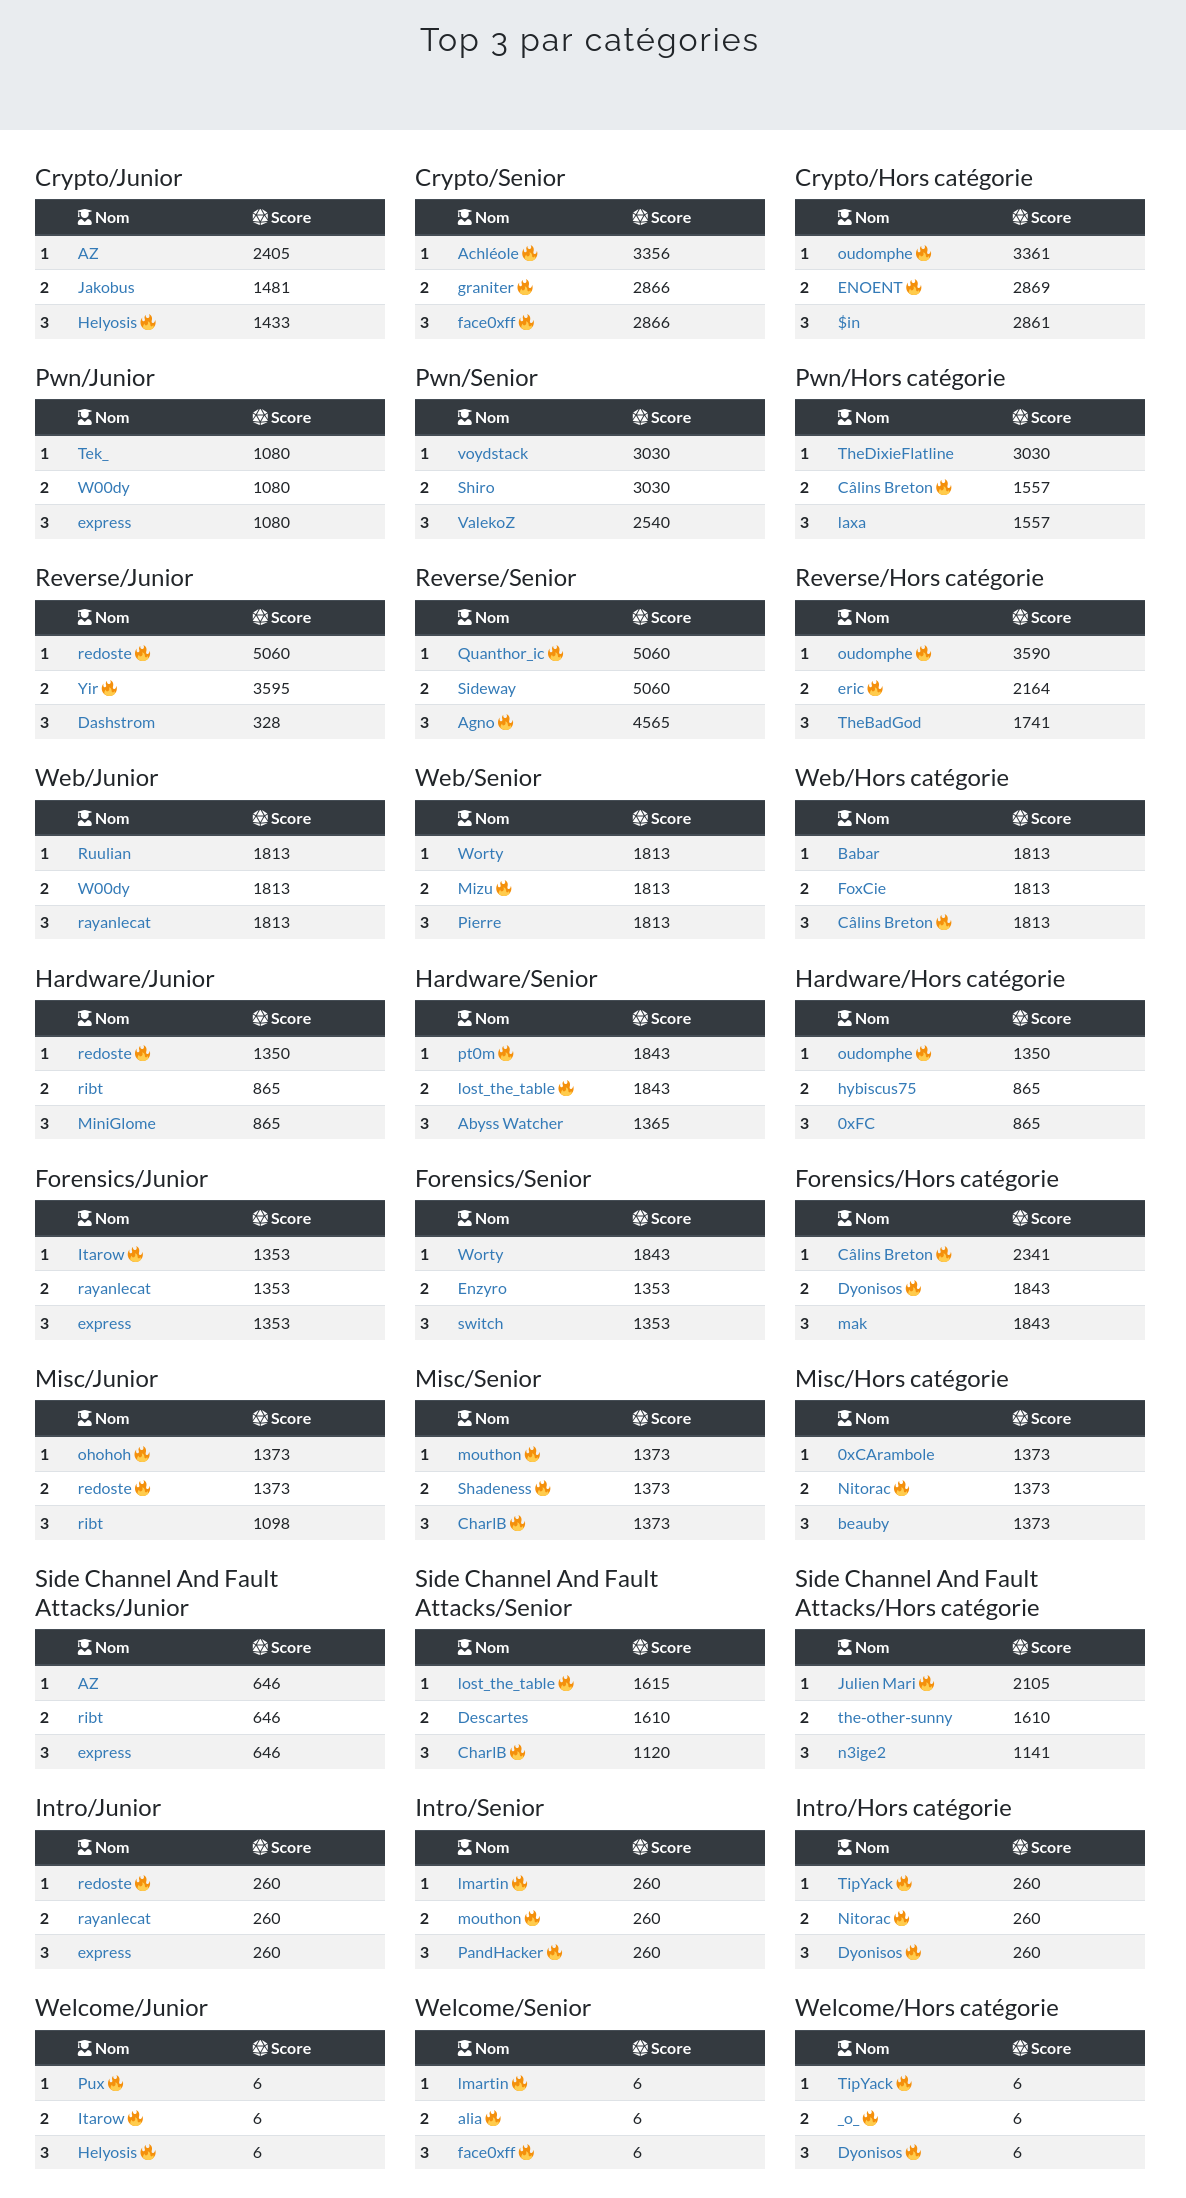 Top 3 par catégories
Crypto/Junior
Nom Score
1 AZ 2405
2 Jakobus 1481
3 Helyosis🔥 1433
Crypto/Senior
Nom Score
1 Achléole🔥 3356
2 graniter🔥 2866
3 face0xff🔥 2866
Crypto/Hors catégorie
Nom Score
1 oudomphe🔥 3361
2 ENOENT🔥 2869
3 $in 2861
Pwn/Junior
Nom Score
1 Tek_ 1080
2 W00dy 1080
3 express 1080
Pwn/Senior
Nom Score
1 voydstack 3030
2 Shiro 3030
3 ValekoZ 2540
Pwn/Hors catégorie
Nom Score
1 TheDixieFlatline 3030
2 Câlins Breton🔥 1557
3 laxa 1557
Reverse/Junior
Nom Score
1 redoste🔥 5060
2 Yir🔥 3595
3 Dashstrom 328
Reverse/Senior
Nom Score
1 Quanthor_ic🔥 5060
2 Sideway 5060
3 Agno🔥 4565
Reverse/Hors catégorie
Nom Score
1 oudomphe🔥 3590
2 eric🔥 2164
3 TheBadGod 1741
Web/Junior
Nom Score
1 Ruulian 1813
2 W00dy 1813
3 rayanlecat 1813
Web/Senior
Nom Score
1 Worty 1813
2 Mizu🔥 1813
3 Pierre 1813
Web/Hors catégorie
Nom Score
1 Babar 1813
2 FoxCie 1813
3 Câlins Breton🔥 1813
Hardware/Junior
Nom Score
1 redoste🔥 1350
2 ribt 865
3 MiniGlome 865
Hardware/Senior
Nom Score
1 pt0m🔥 1843
2 lost_the_table🔥 1843
3 Abyss Watcher 1365
Hardware/Hors catégorie
Nom Score
1 oudomphe🔥 1350
2 hybiscus75 865
3 0xFC 865
Forensics/Junior
Nom Score
1 Itarow🔥 1353
2 rayanlecat 1353
3 express 1353
Forensics/Senior
Nom Score
1 Worty 1843
2 Enzyro 1353
3 switch 1353
Forensics/Hors catégorie
Nom Score
1 Câlins Breton🔥 2341
2 Dyonisos🔥 1843
3 mak 1843
Misc/Junior
Nom Score
1 ohohoh🔥 1373
2 redoste🔥 1373
3 ribt 1098
Misc/Senior
Nom Score
1 mouthon🔥 1373
2 Shadeness🔥 1373
3 CharlB🔥 1373
Misc/Hors catégorie
Nom Score
1 0xCArambole 1373
2 Nitorac🔥 1373
3 beauby 1373
Side Channel And Fault
Attacks/Junior
Nom Score
1 AZ 646
2 ribt 646
3 express 646
Side Channel And Fault
Attacks/Senior
Nom Score
1 lost_the_table🔥 1615
2 Descartes 1610
3 CharlB🔥 1120
Side Channel And Fault
Attacks/Hors catégorie
Nom Score
1 Julien Mari🔥 2105
2 the-other-sunny 1610
3 n3ige2 1141
Intro/Junior
Nom Score
1 redoste🔥 260
2 rayanlecat 260
3 express 260
Intro/Senior
Nom Score
1 lmartin🔥 260
2 mouthon🔥 260
3 PandHacker🔥 260
Intro/Hors catégorie
Nom Score
1 TipYack🔥 260
2 Nitorac🔥 260
3 Dyonisos🔥 260
Welcome/Junior
Nom Score
1 Pux🔥 6
2 Itarow🔥 6
3 Helyosis🔥 6
Welcome/Senior
Nom Score
1 lmartin🔥 6
2 alia🔥 6
3 face0xff🔥 6
Welcome/Hors catégorie
Nom Score
1 TipYack🔥 6
2 _o_🔥 6
3 Dyonisos🔥 6